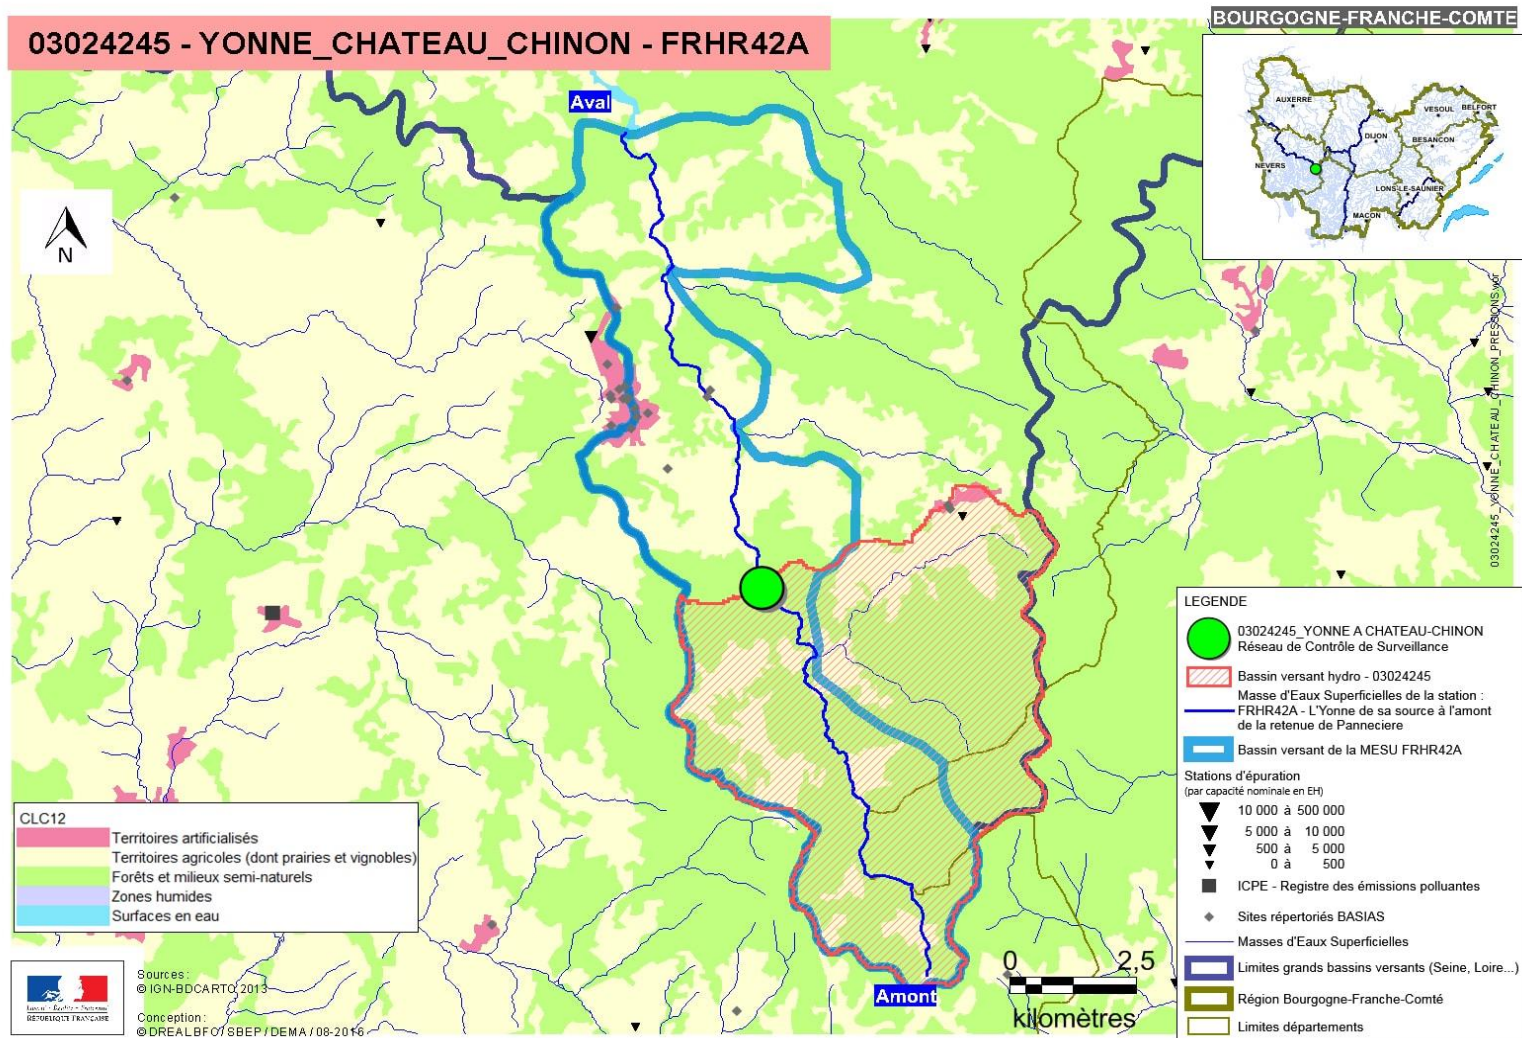 BOURGOGNE-FRANCHE-COMTE
03024245 - YONNE_CHATEAU_CHINON - FRHR42A
Aval
N
AUXERRE
VESOUL
BELFORT
DIJON
BESANCON
NEVERS
LONS-LE-SAUNIER
MACON
03024245_YONNE_CHATEAU_CHINON_PRESSIONS.wor
LEGENDE
03024245_YONNE A CHATEAU-CHINON
Réseau de Contrôle de Surveillance
Bassin versant hydro - 03024245
Masse d'Eaux Superficielles de la station :
FRHR42A - L'Yonne de sa source à l'amont
de la retenue de Panneciere
Bassin versant de la MESU FRHR42A
Stations d'épuration
(par capacité nominale en EH)
10 000 à 500 000
5 000 à 10 000
500 à 5 000
0 à 500
ICPE - Registre des émissions polluantes
Sites répertoriés BASIAS
Masses d'Eaux Superficielles
Limites grands bassins versants (Seine, Loire...)
Région Bourgogne-Franche-Comté
Limites départements
CLC12
Territoires artificialisés
Territoires agricoles (dont prairies et vignobles)
Forêts et milieux semi-naturels
Zones humides
Surfaces en eau
Amont
0 2,5
kilomètres
Liberté • Égalité • Fraternité
RÉPUBLIQUE FRANÇAISE
Sources :
© IGN-BDCARTO 2013
Conception :
© DREALBFO / SBEP / DEMA / 08-2016